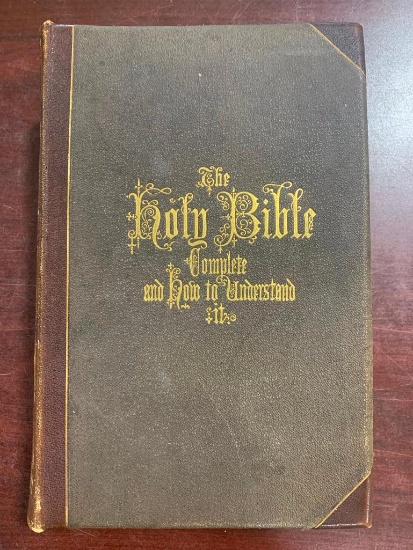 The
Holy Bible
Complete
and How to Understand
it.